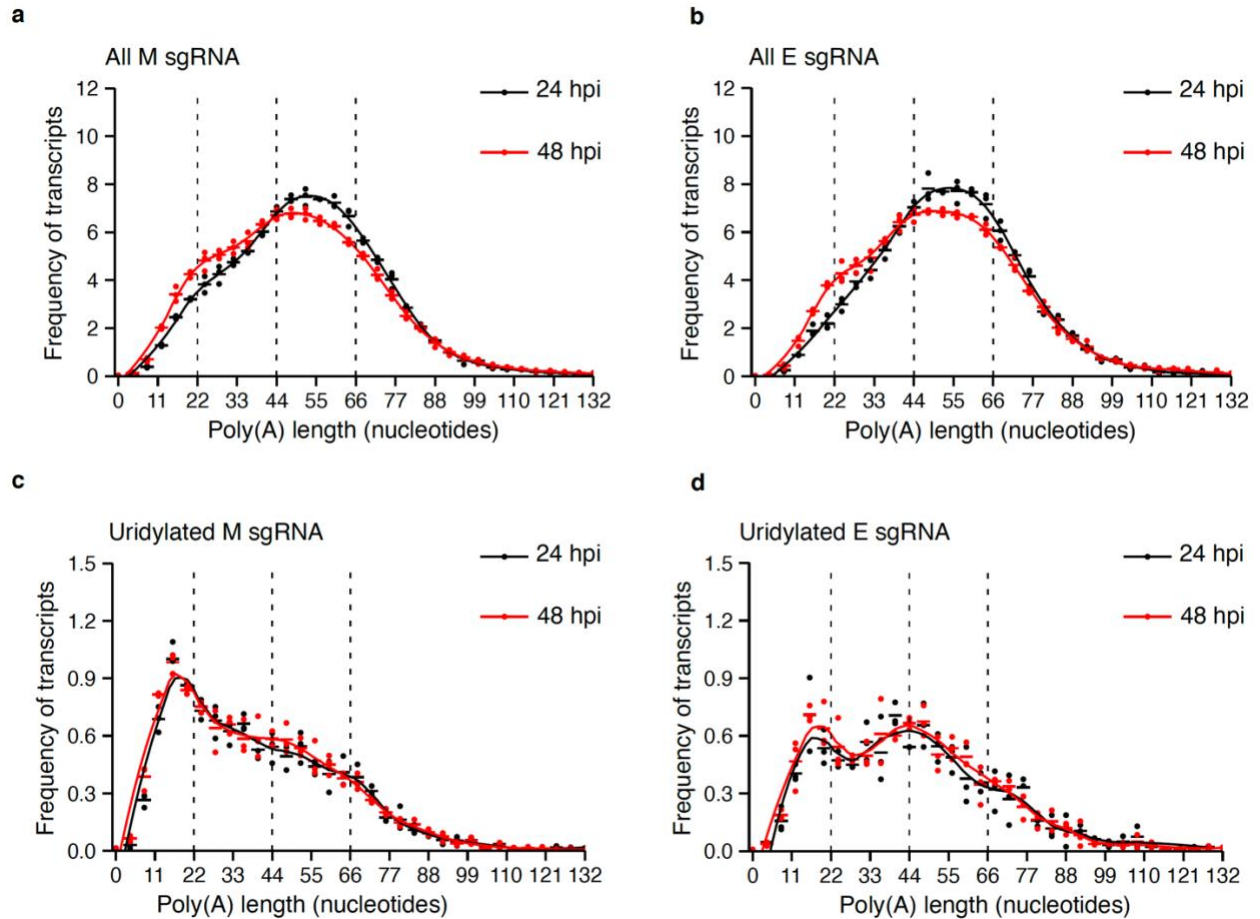 a
All M sgRNA
24 hpi
48 hpi
Frequency of transcripts
12
10
8
6
4
2
0
0 11 22 33 44 55 66 77 88 99 110 121 132
Poly(A) length (nucleotides)
b
All E sgRNA
24 hpi
48 hpi
Frequency of transcripts
12
10
8
6
4
2
0
0 11 22 33 44 55 66 77 88 99 110 121 132
Poly(A) length (nucleotides)
c
Uridylated M sgRNA
24 hpi
48 hpi
Frequency of transcripts
1.5
1.2
0.9
0.6
0.3
0.0
0 11 22 33 44 55 66 77 88 99 110 121 132
Poly(A) length (nucleotides)
d
Uridylated E sgRNA
24 hpi
48 hpi
Frequency of transcripts
1.5
1.2
0.9
0.6
0.3
0.0
0 11 22 33 44 55 66 77 88 99 110 121 132
Poly(A) length (nucleotides)